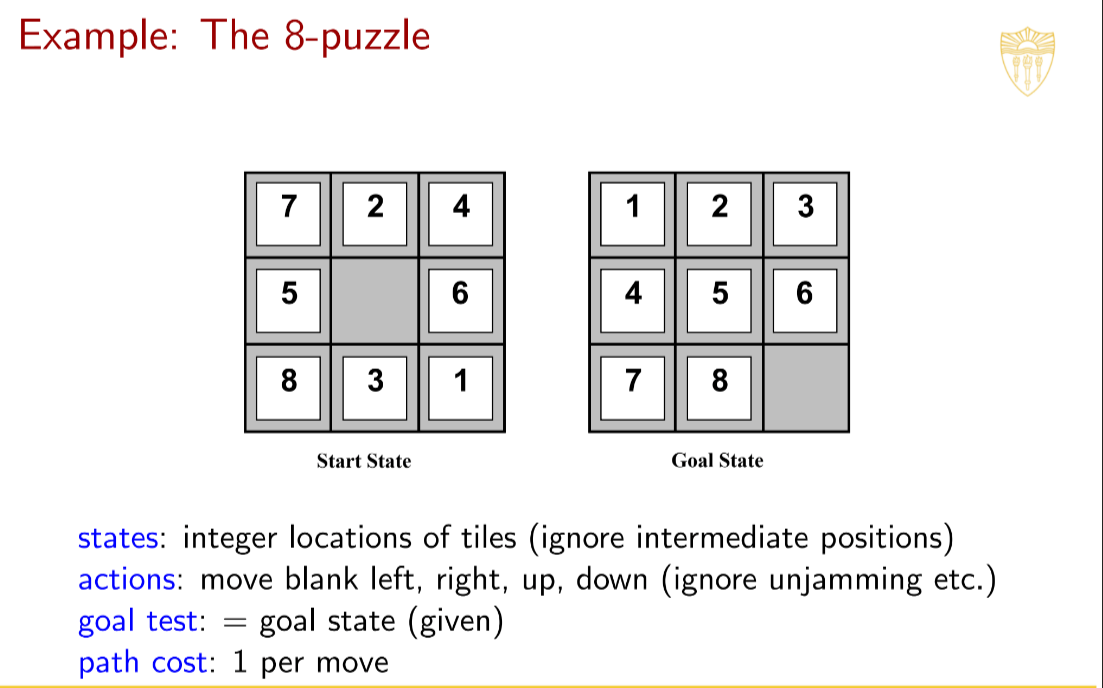 Example: The 8-puzzle
7 2 4
5 6
8 3 1
Start State
1 2 3
4 5 6
7 8
Goal State
states: integer locations of tiles (ignore intermediate positions)
actions: move blank left, right, up, down (ignore unjamming etc.)
goal test: = goal state (given)
path cost: 1 per move